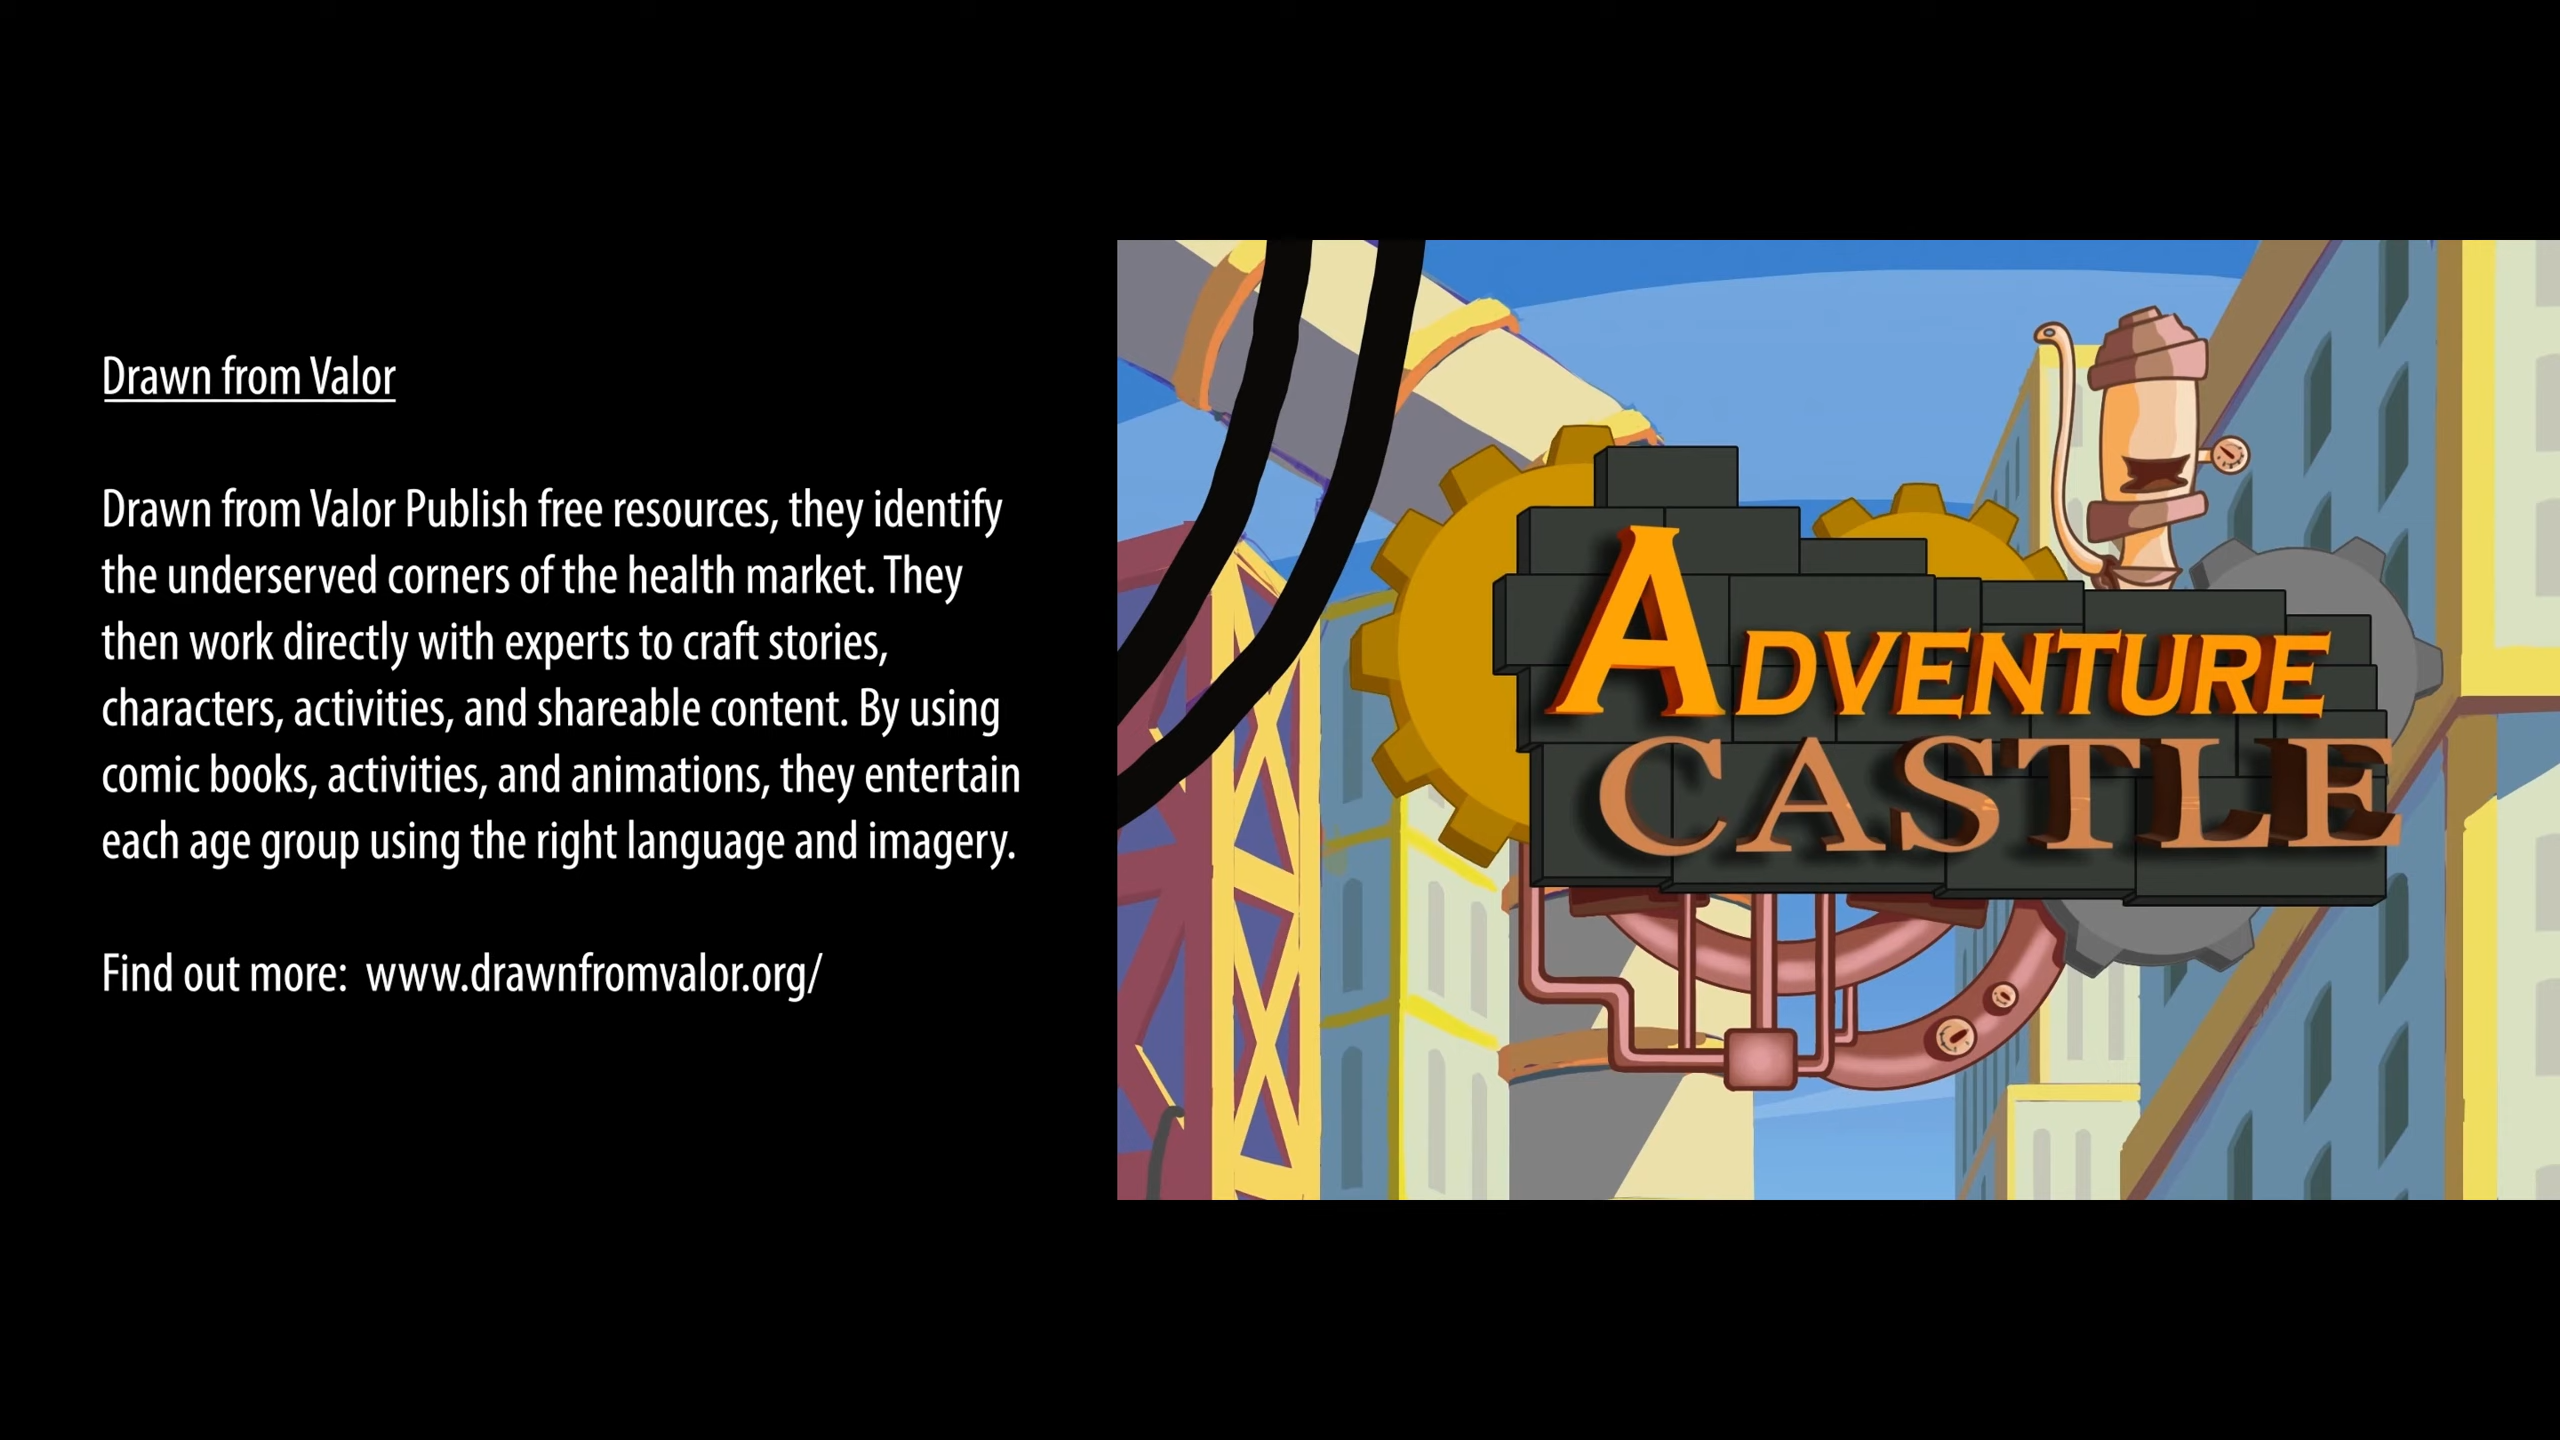 Drawn from Valor
Drawn from Valor Publish free resources, they identify
the underserved corners of the health market. They
then work directly with experts to craft stories,
characters, activities, and shareable content. By using
comic books, activities, and animations, they entertain
each age group using the right language and imagery.
Find out more:  www.drawnfromvalor.org/
ADVENTURE
CASTLE